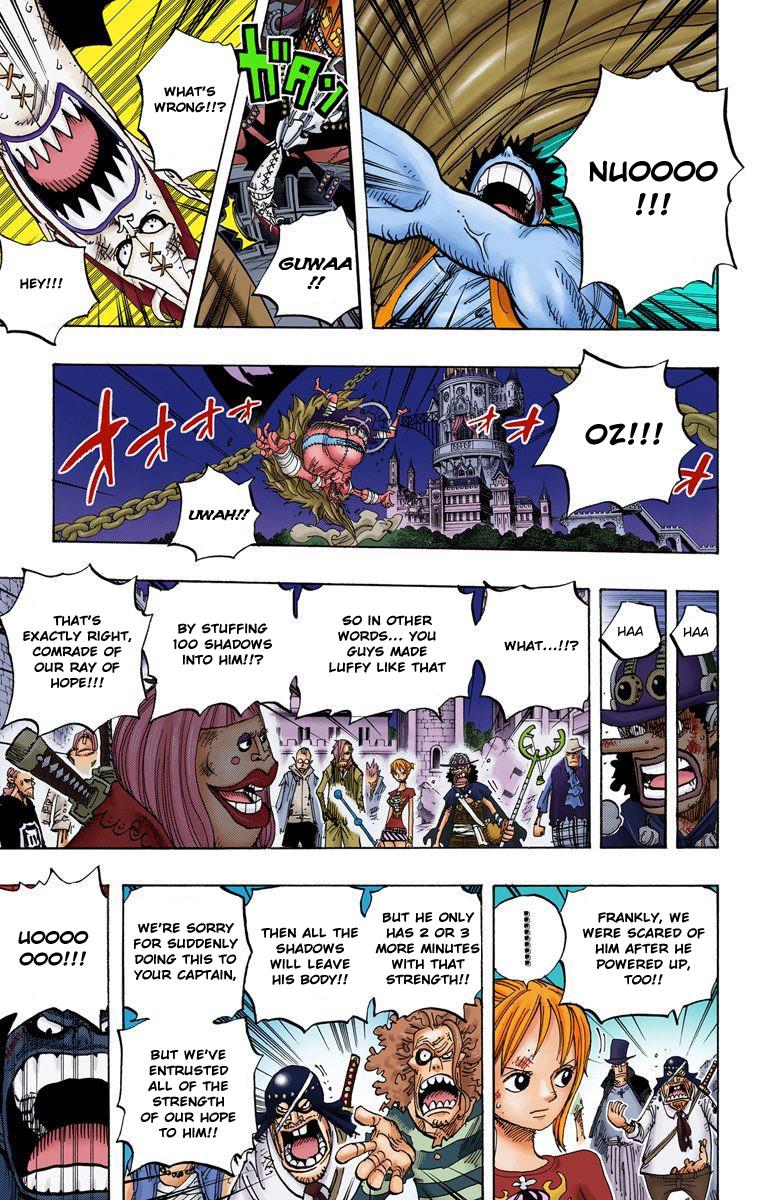 NUOOOO
!!!
ガタン
GUWAA
!!
WHAT'S
WRONG!!?
HEY!!!
OZ!!!
オオオオオオ
UWAH!!
HAA
HAA
WHAT...!!?
SO IN OTHER
WORDS... YOU
GUYS MADE
LUFFY LIKE THAT
BY STUFFING
100 SHADOWS
INTO HIM!!?
THAT'S
EXACTLY RIGHT,
COMRADE OF
OUR RAY OF
HOPE!!!
FRANKLY, WE
WERE SCARED OF
HIM AFTER HE
POWERED UP,
TOO!!
BUT HE ONLY
HAS 2 OR 3
MORE MINUTES
WITH THAT
STRENGTH!!
THEN ALL THE
SHADOWS
WILL LEAVE
HIS BODY!!
WE'RE SORRY
FOR SUDDENLY
DOING THIS TO
YOUR CAPTAIN,
BUT WE'VE
ENTRUSTED
ALL OF THE
STRENGTH
OF OUR HOPE
TO HIM!!
UOOOO
OOO!!!